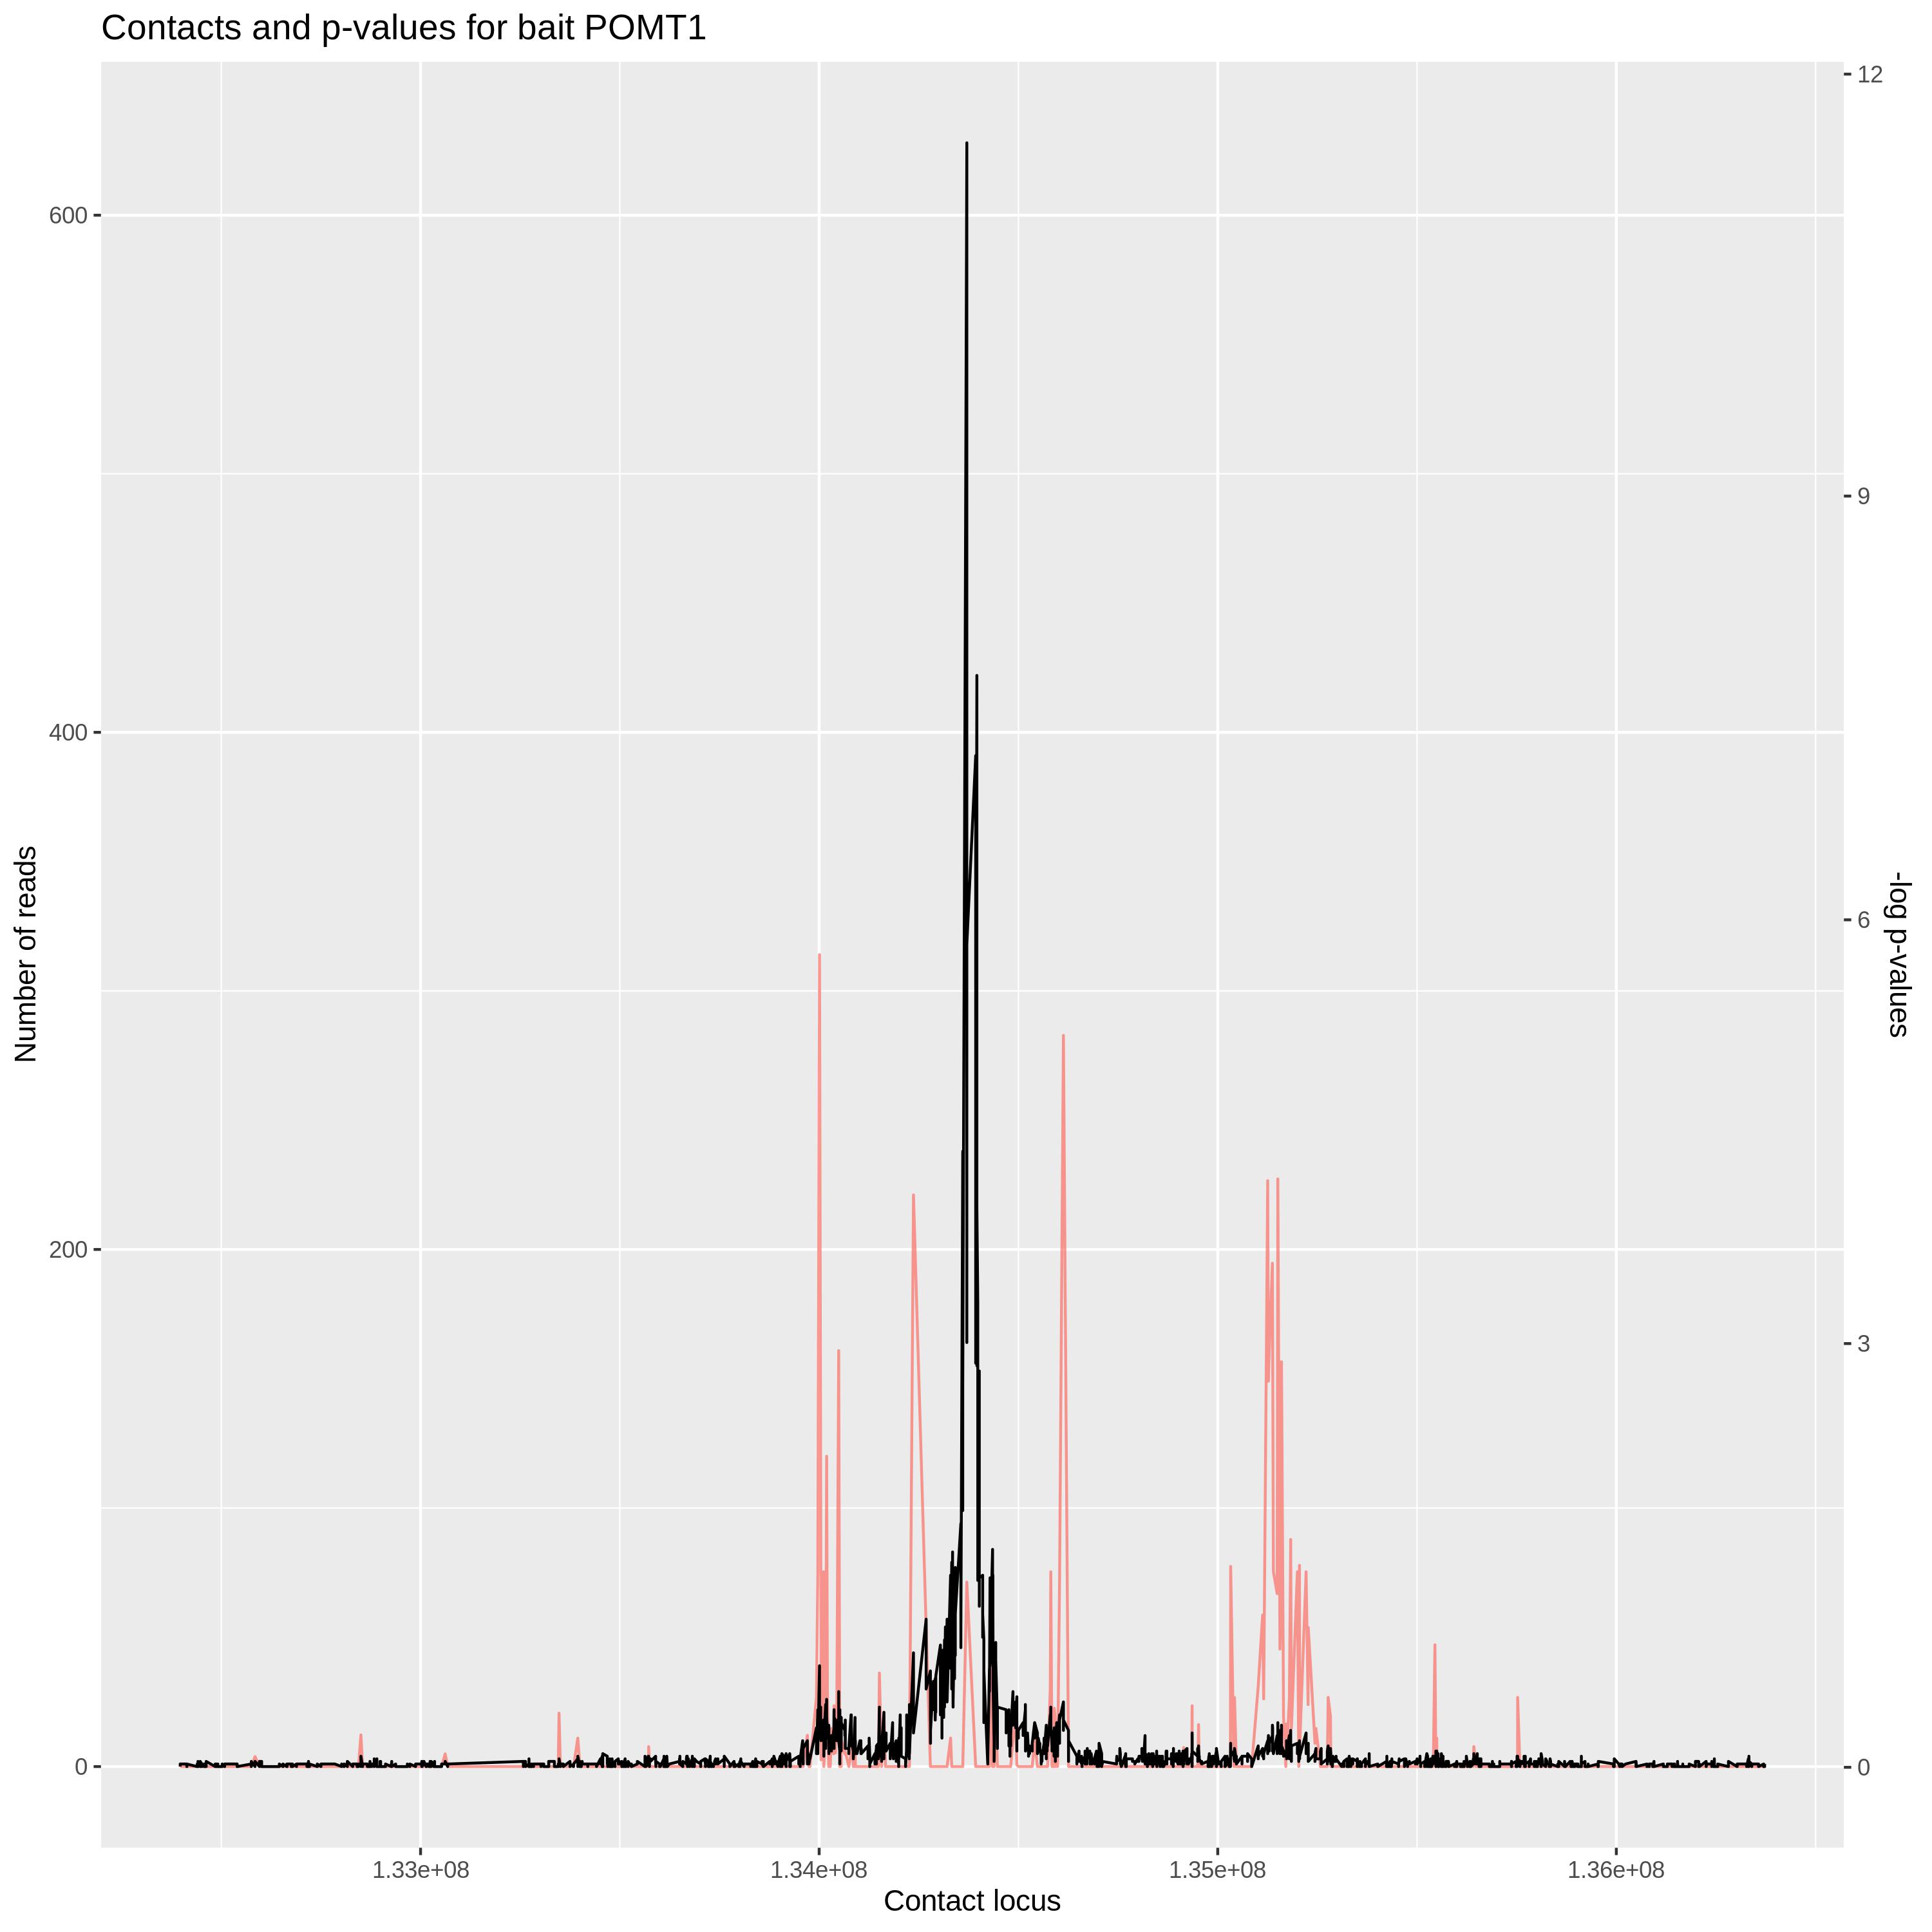 Contacts and p-values for bait POMT1
12
600
9
400
Number of reads
-log p-values
6
200
3
0
0
1.33e+08
1.34e+08
1.35e+08
1.36e+08
Contact locus